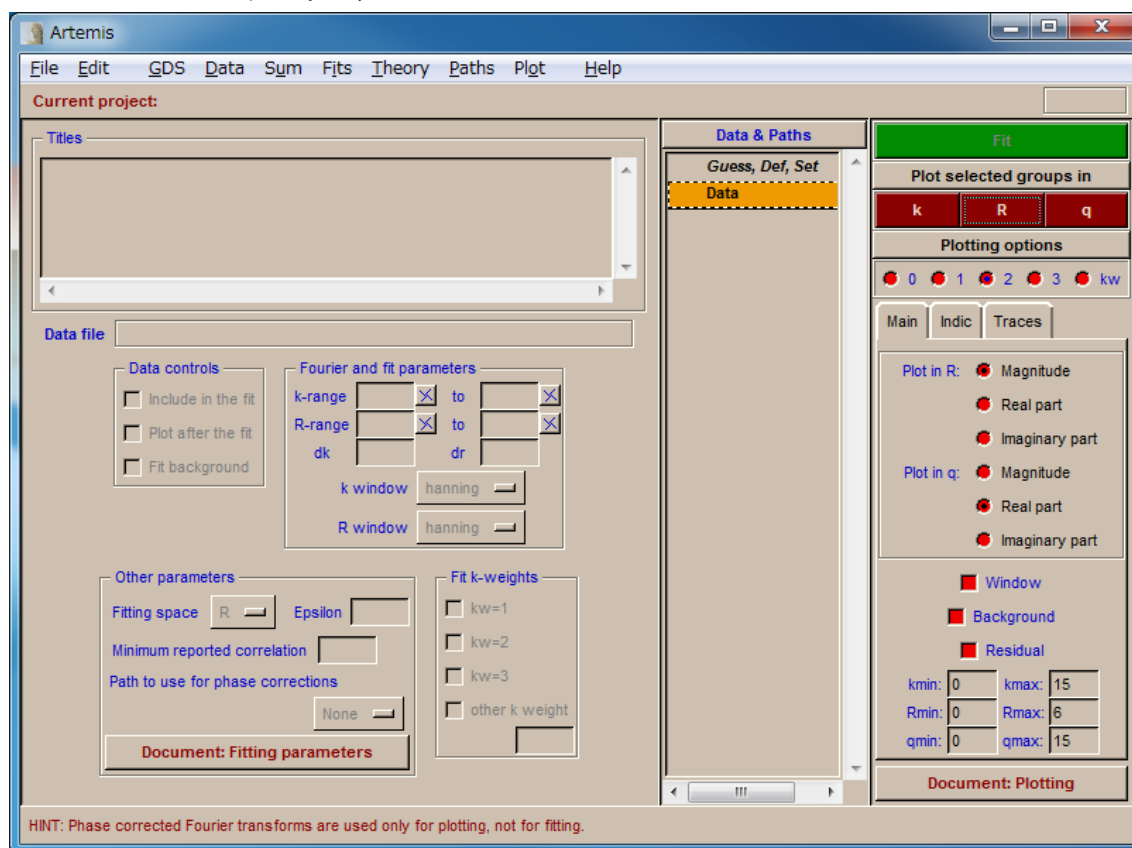 Artemis
File Edit GDS Data Sum Fits Theory Paths Plot Help
Current project:
Titles
Data file
Data controls
Include in the fit
Plot after the fit
Fit background
Fourier and fit parameters
k-range to
R-range to
dk dr
k window hanning
R window hanning
Other parameters
Fitting space R Epsilon
Minimum reported correlation
Path to use for phase corrections
None
Document: Fitting parameters
Fit k-weights
kw=1
kw=2
kw=3
other k weight
Data & Paths
Guess, Def, Set
Data
Fit
Plot selected groups in
k R q
Plotting options
0 1 2 3 kw
Main Indic Traces
Plot in R: Magnitude
Real part
Imaginary part
Plot in q: Magnitude
Real part
Imaginary part
Window
Background
Residual
kmin: 0 kmax: 15
Rmin: 0 Rmax: 6
qmin: 0 qmax: 15
Document: Plotting
HINT: Phase corrected Fourier transforms are used only for plotting, not for fitting.